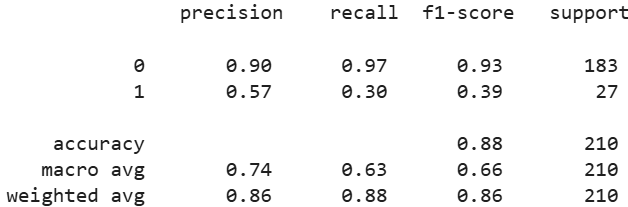 precision recall f1-score support
0 0.90 0.97 0.93 183
1 0.57 0.30 0.39 27
accuracy 0.88 210
macro avg 0.74 0.63 0.66 210
weighted avg 0.86 0.88 0.86 210